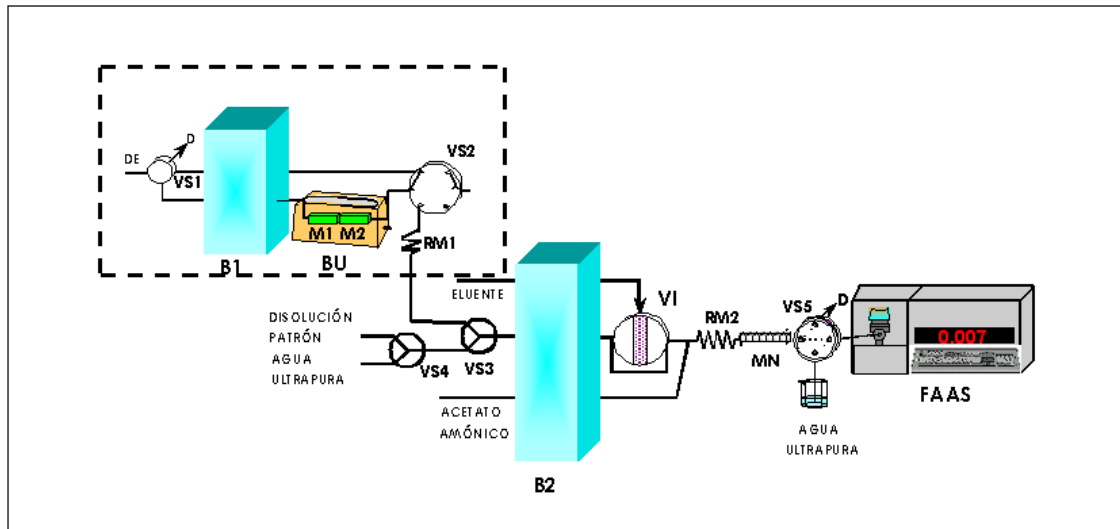 D
VS2
DE
VS1
M1 M2
RM1
B1
BU
ELUENTE
VI
DISOLUCIÓN
PATRÓN
AGUA
ULTRAPURA
VS4
VS3
RM2
VS5
D
MN
0.007
FAAS
ACETATO
AMÓNICO
AGUA
ULTRAPURA
B2